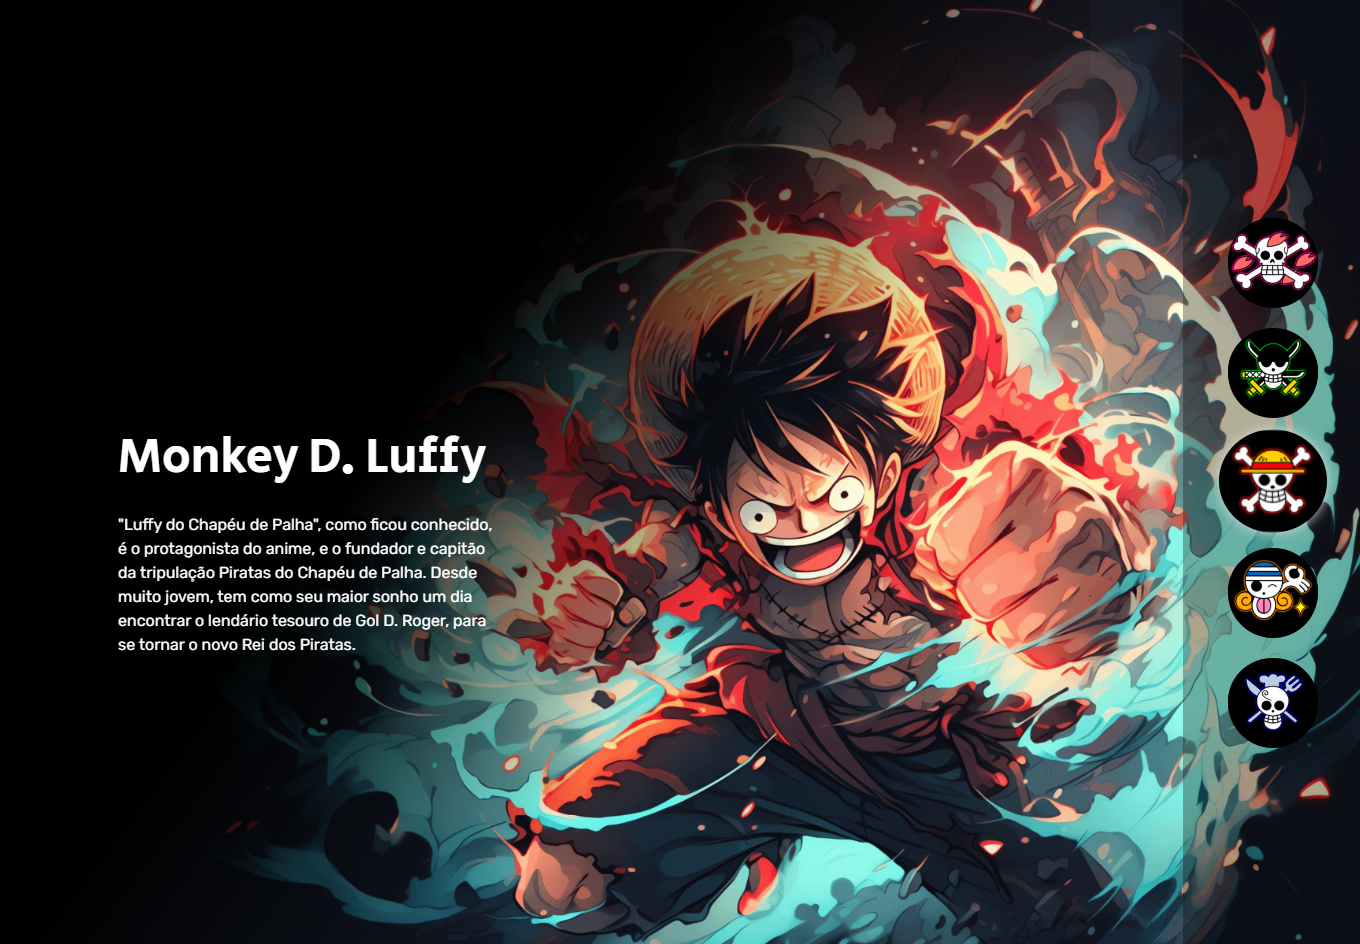 Monkey D. Luffy
"Luffy do Chapéu de Palha", como ficou conhecido,
é o protagonista do anime, e o fundador e capitão
da tripulação Piratas do Chapéu de Palha. Desde
muito jovem, tem como seu maior sonho um dia
encontrar o lendário tesouro de Gol D. Roger, para
se tornar o novo Rei dos Piratas.